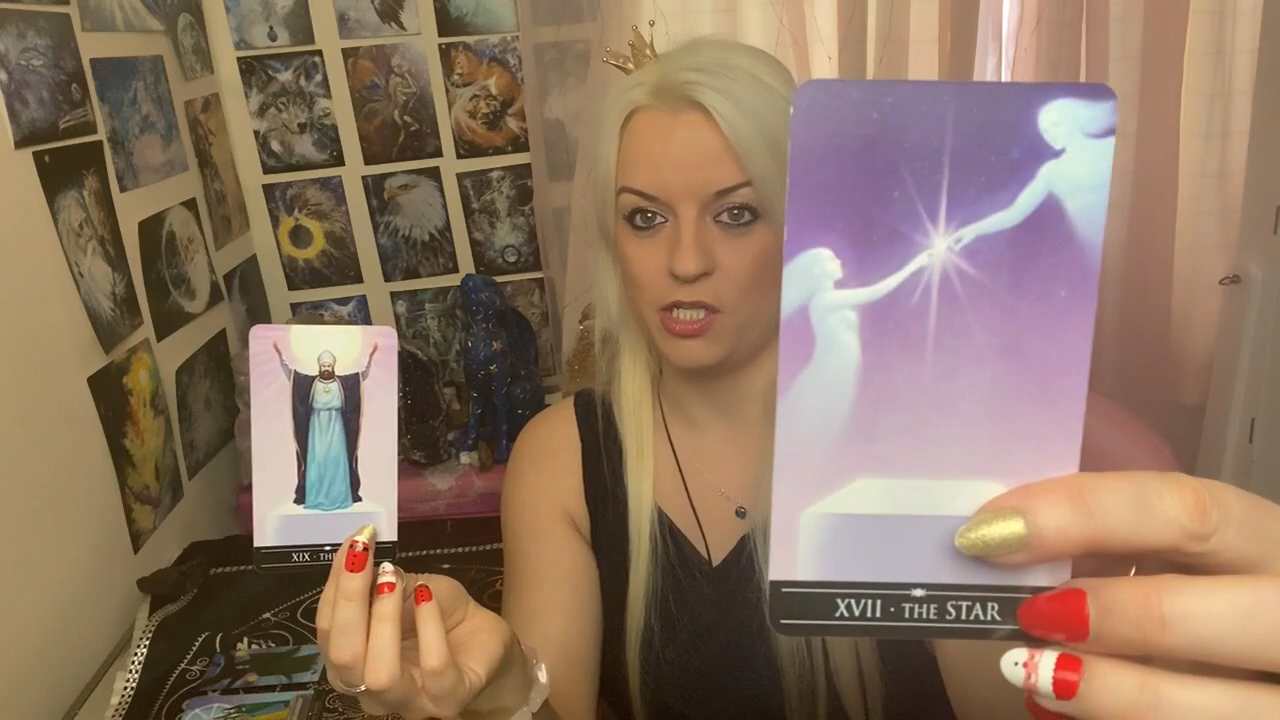 XIX · THE
XVII · THE STAR